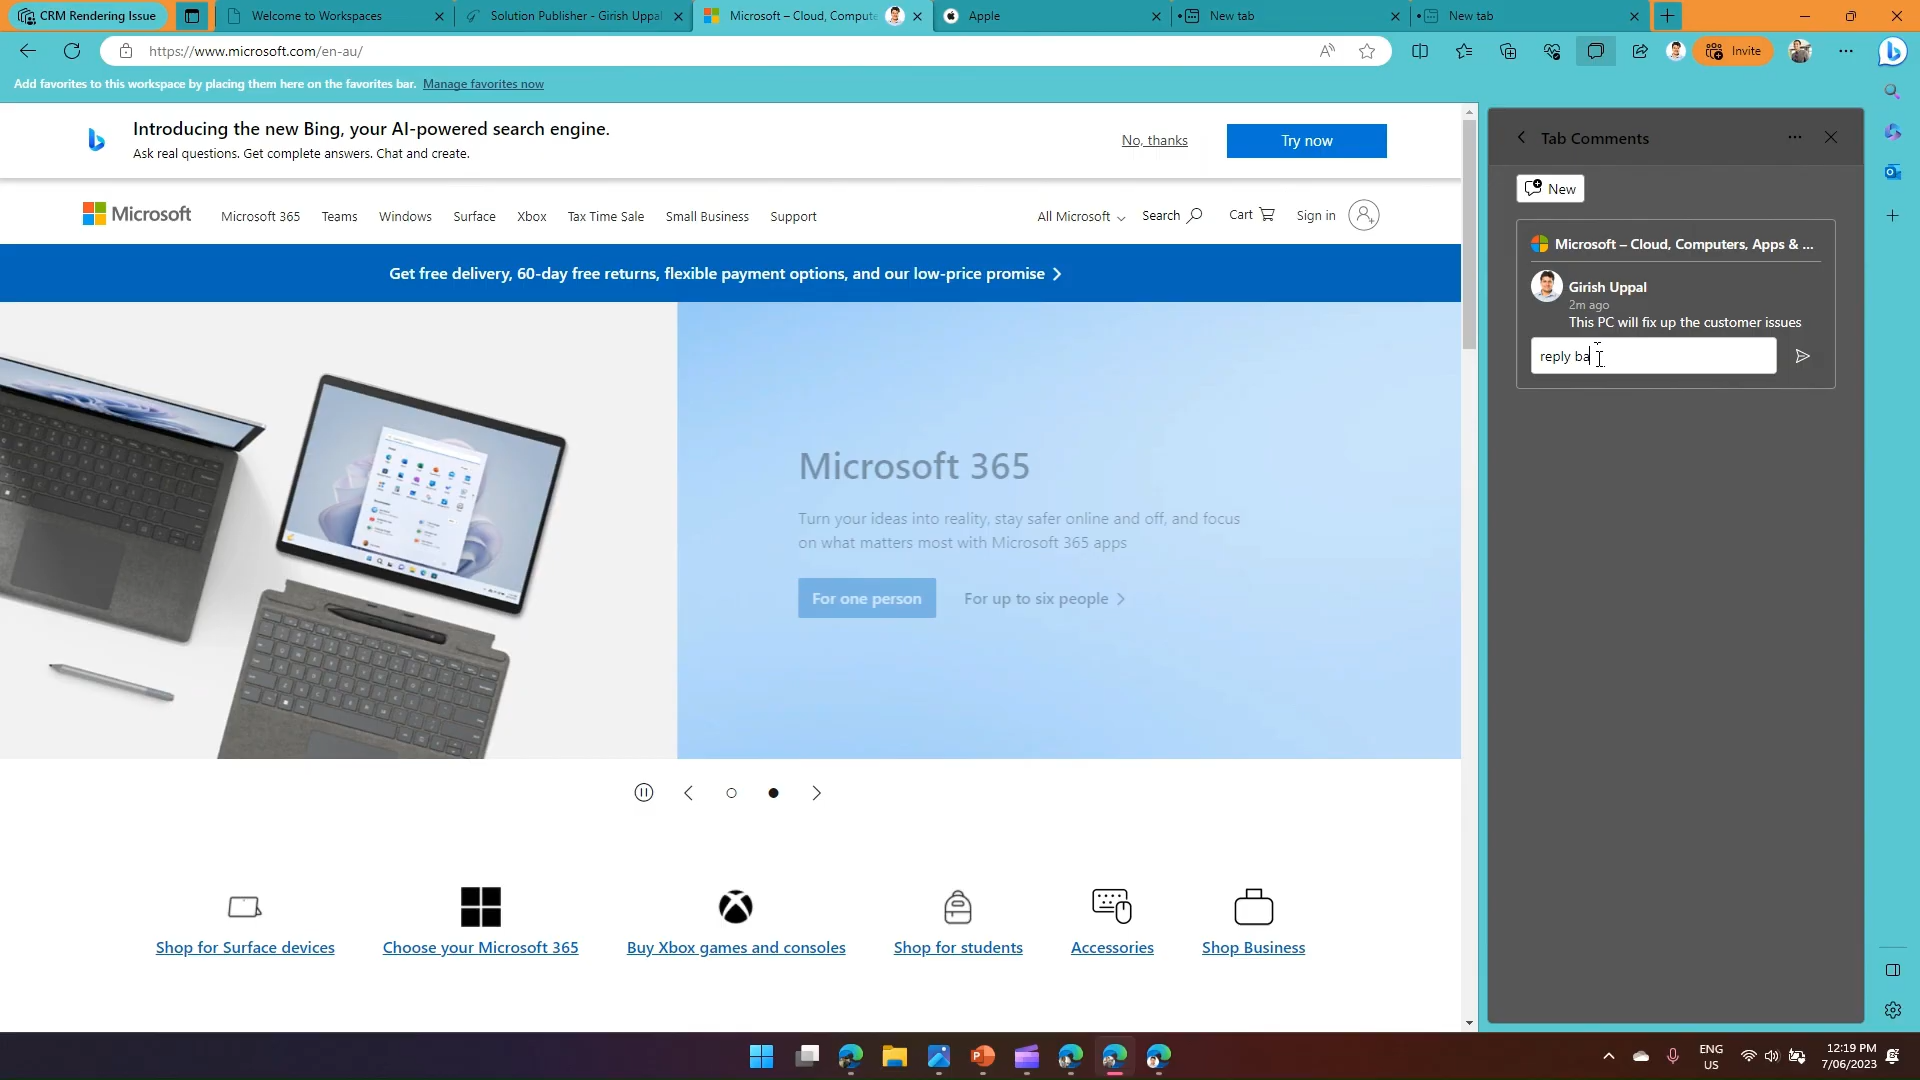 CRM Rendering Issue
Welcome to Workspaces
Solution Publisher - Girish Uppal
Microsoft – Cloud, Compute
Apple
New tab
New tab
https://www.microsoft.com/en-au/
Invite
Add favorites to this workspace by placing them here on the favorites bar. Manage favorites now
Introducing the new Bing, your AI-powered search engine.
Ask real questions. Get complete answers. Chat and create.
No, thanks
Try now
Microsoft
Microsoft 365
Teams
Windows
Surface
Xbox
Tax Time Sale
Small Business
Support
All Microsoft
Search
Cart
Sign in
Get free delivery, 60-day free returns, flexible payment options, and our low-price promise
Microsoft 365
Turn your ideas into reality, stay safer online and off, and focus
on what matters most with Microsoft 365 apps
For one person
For up to six people
Shop for Surface devices
Choose your Microsoft 365
Buy Xbox games and consoles
Shop for students
Accessories
Shop Business
Tab Comments
New
Microsoft – Cloud, Computers, Apps & ...
Girish Uppal
2m ago
This PC will fix up the customer issues
reply ba
ENG
US
12:19 PM
7/06/2023